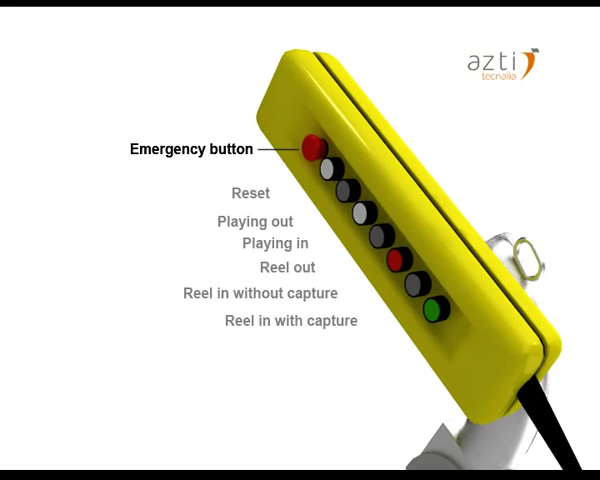 azti
tecnalia
Emergency button
Reset
Playing out
Playing in
Reel out
Reel in without capture
Reel in with capture